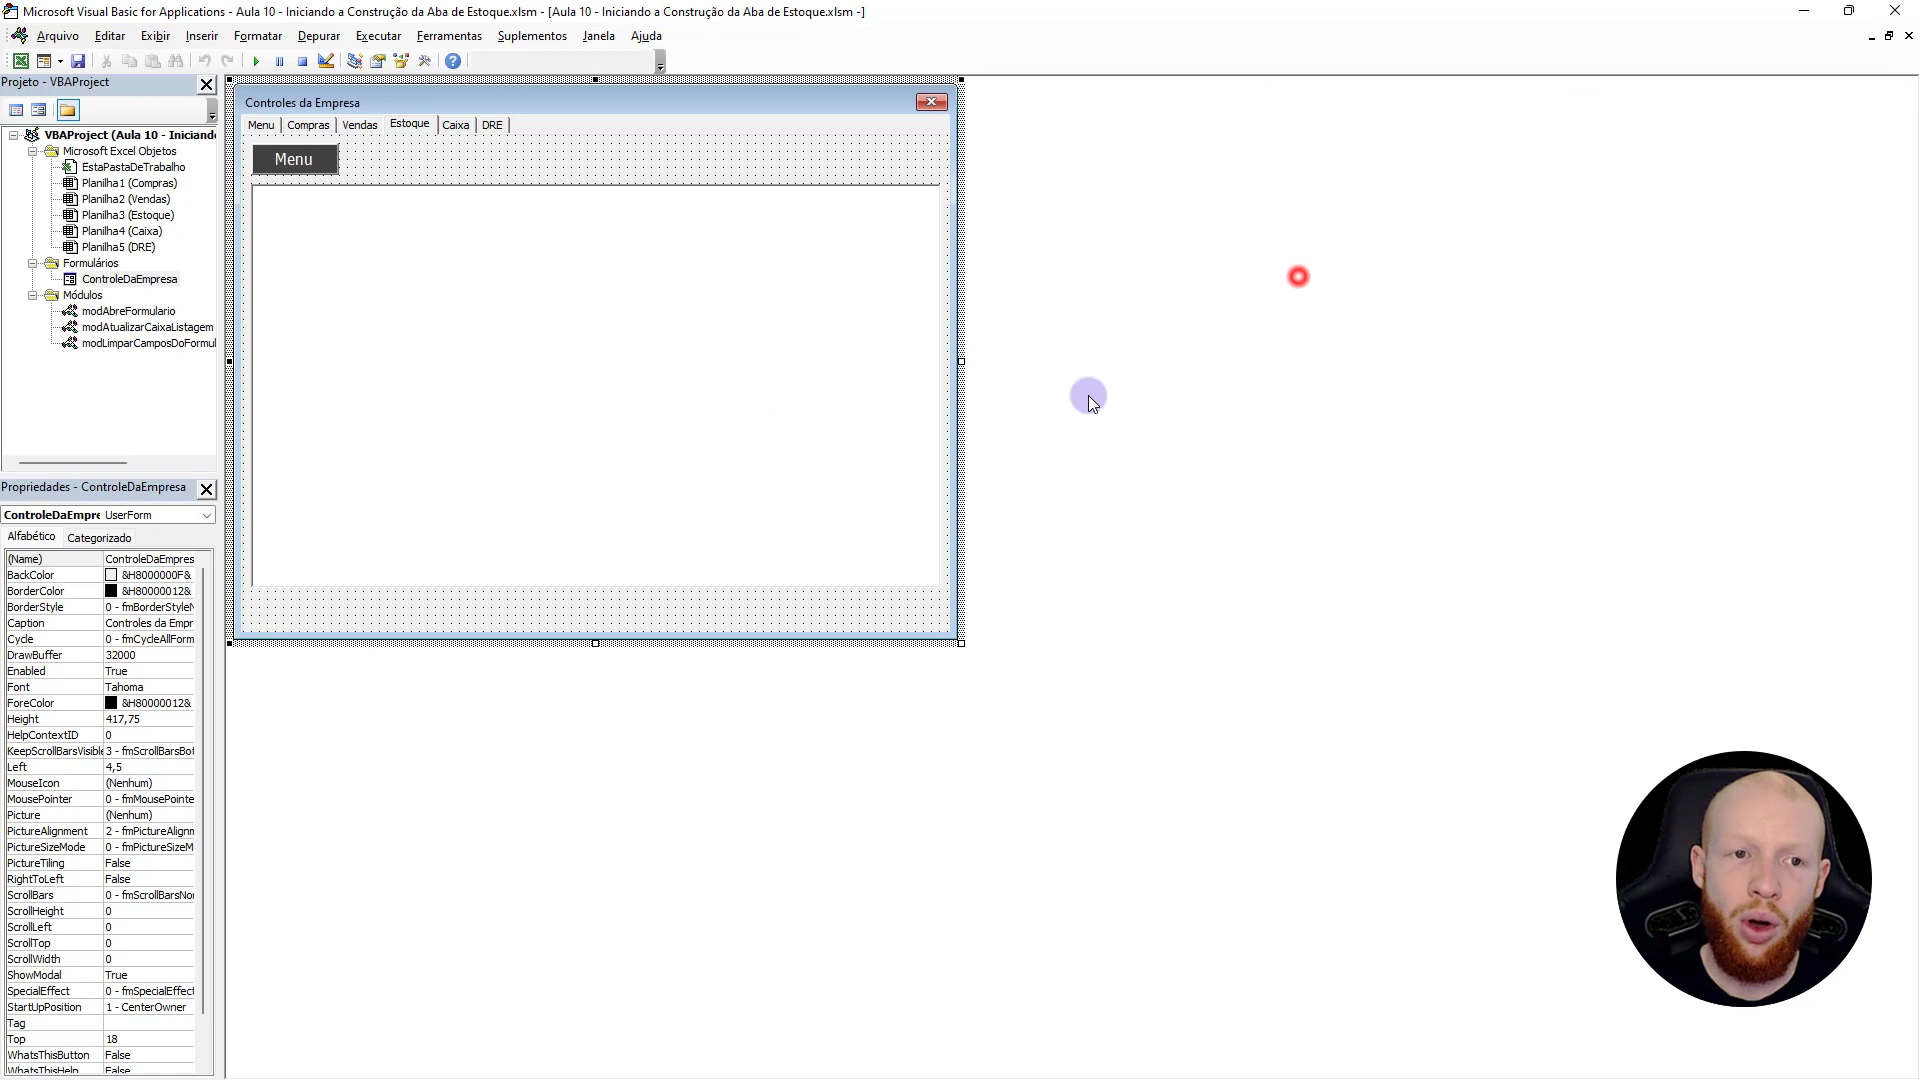 Microsoft Visual Basic for Applications - Aula 10 - Iniciando a Construção da Aba de Estoque.xlsm - [Aula 10 - Iniciando a Construção da Aba de Estoque.xlsm -]
Arquivo Editar Exibir Inserir Formatar Depurar Executar Ferramentas Suplementos Janela Ajuda
Projeto - VBAProject
VBAProject (Aula 10 - Iniciand
Microsoft Excel Objetos
EstaPastaDeTrabalho
Planilha1 (Compras)
Planilha2 (Vendas)
Planilha3 (Estoque)
Planilha4 (Caixa)
Planilha5 (DRE)
Formulários
ControleDaEmpresa
Módulos
modAbreFormulario
modAtualizarCaixaListagem
modLimparCamposDoFormul
Controles da Empresa
Menu Compras Vendas Estoque Caixa DRE
Menu
Propriedades - ControleDaEmpresa
ControleDaEmpre UserForm
Alfabético Categorizado
(Name) ControleDaEmpres
BackColor &H8000000F&
BorderColor &H80000012&
BorderStyle 0 - fmBorderStyleN
Caption Controles da Empr
Cycle 0 - fmCycleAllForm
DrawBuffer 32000
Enabled True
Font Tahoma
ForeColor &H80000012&
Height 417,75
HelpContextID 0
KeepScrollBarsVisible 3 - fmScrollBarsBot
Left 4,5
MouseIcon (Nenhum)
MousePointer 0 - fmMousePointe
Picture (Nenhum)
PictureAlignment 2 - fmPictureAlignm
PictureSizeMode 0 - fmPictureSizeM
PictureTiling False
RightToLeft False
ScrollBars 0 - fmScrollBarsNon
ScrollHeight 0
ScrollLeft 0
ScrollTop 0
ScrollWidth 0
ShowModal True
SpecialEffect 0 - fmSpecialEffect
StartUpPosition 1 - CenterOwner
Tag
Top 18
WhatsThisButton False
WhatsThisHelp False